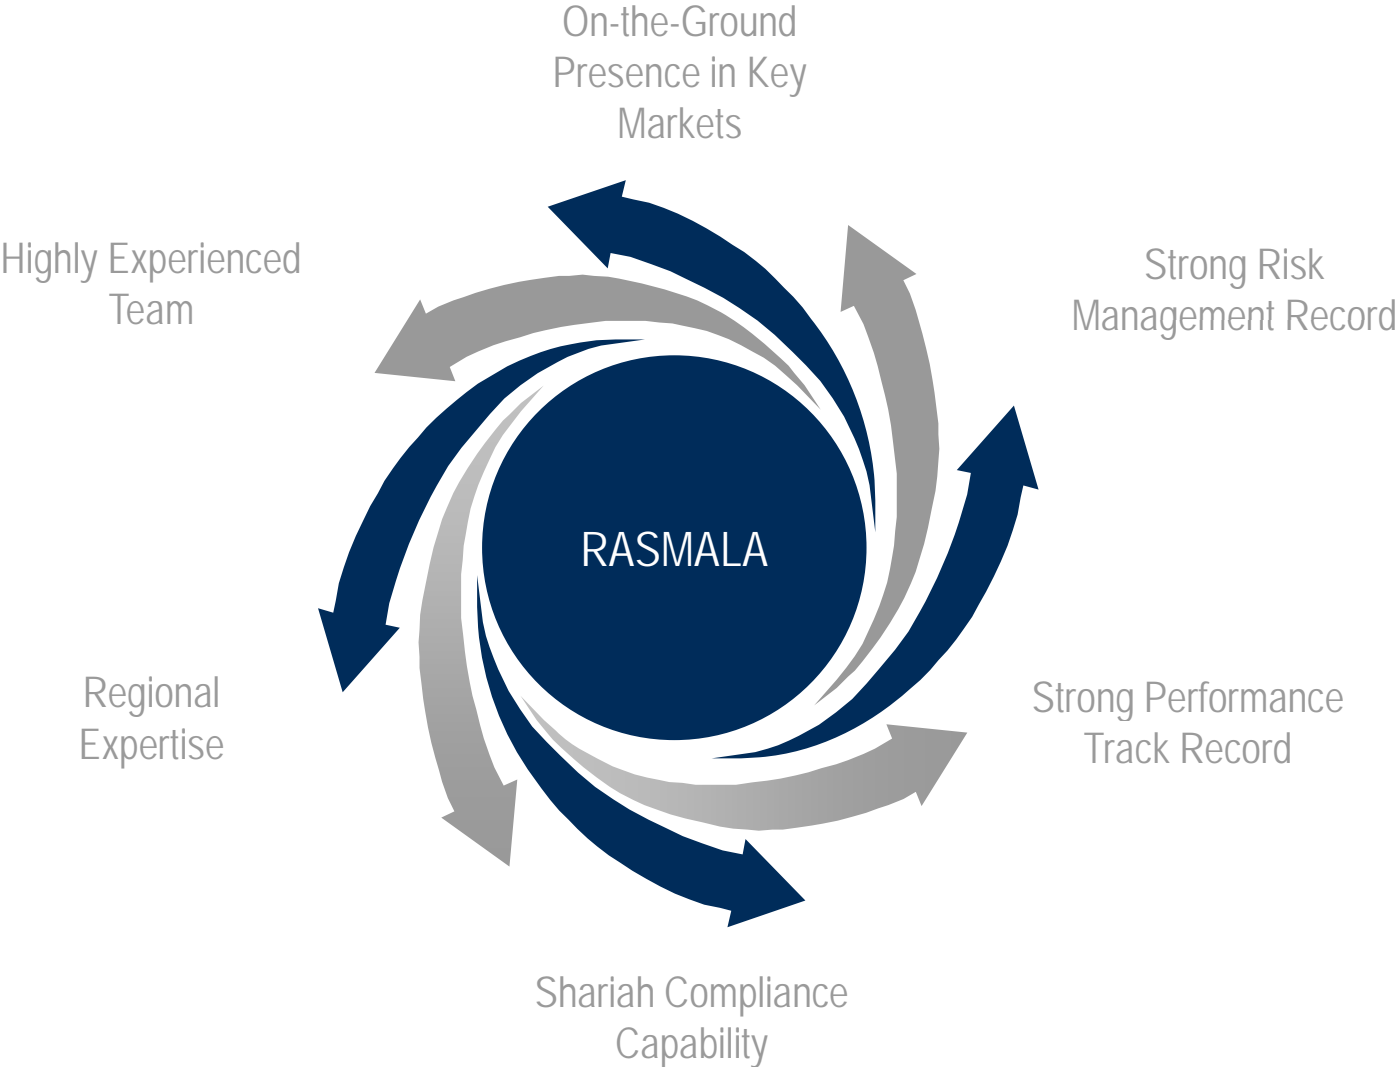 On-the-Ground
Presence in Key
Markets
Highly Experienced
Team
Strong Risk
Management Record
RASMALA
Regional
Expertise
Strong Performance
Track Record
Shariah Compliance
Capability